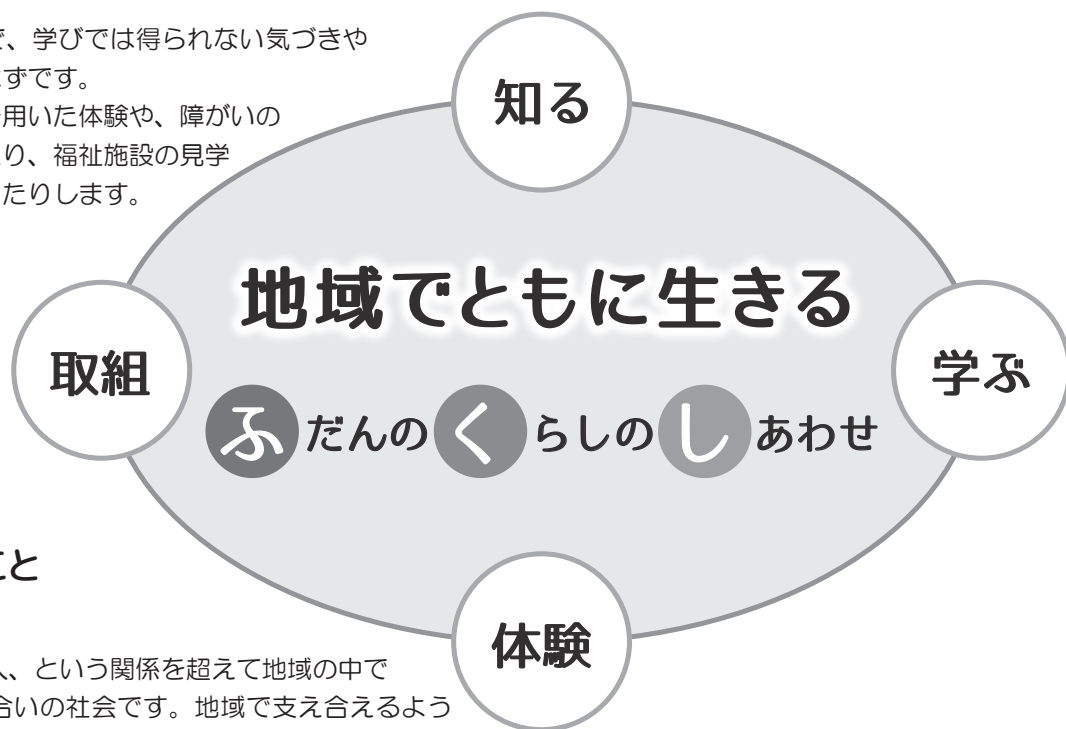 で、学びでは得られない気づきや
はずです。
用いた体験や、障がいの
り、福祉施設の見学
たりします。
知る
地域でともに生きる
取組
学ぶ
ふだんのくらしのしあわせ
こと
体験
人、という関係を超えて地域の中で
合いの社会です。地域で支え合えるよう